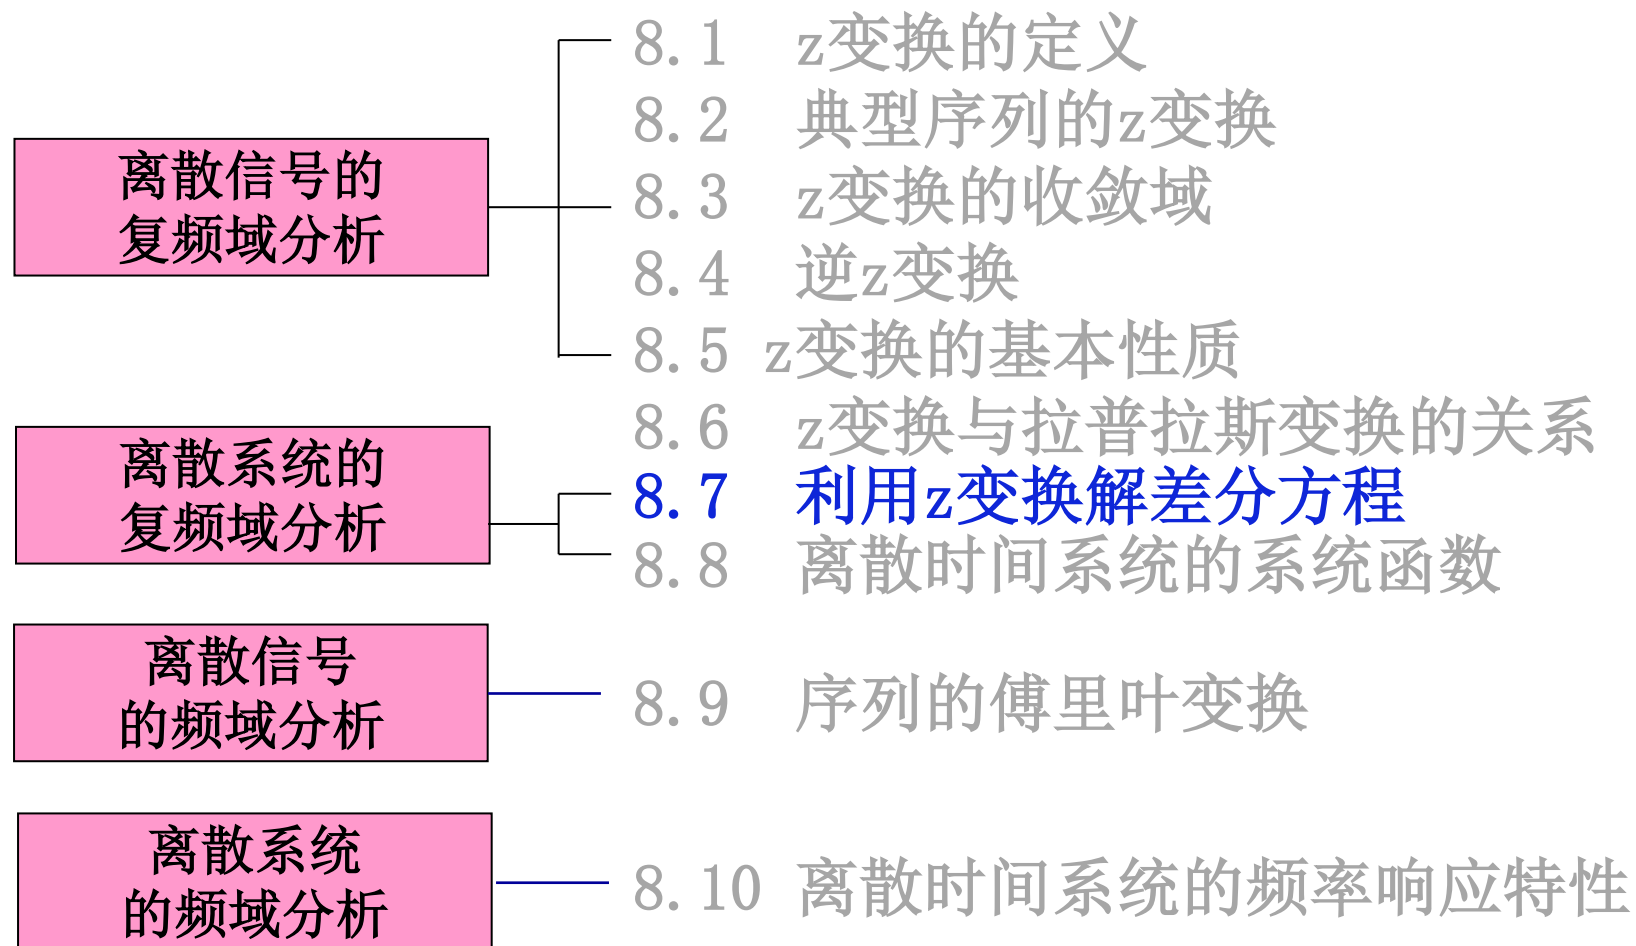 8.1 z变换的定义
8.2 典型序列的z变换
离散信号的
复频域分析
8.3 z变换的收敛域
8.4 逆z变换
8.5 z变换的基本性质
8.6 z变换与拉普拉斯变换的关系
离散系统的
复频域分析
8.7 利用z变换解差分方程
8.8 离散时间系统的系统函数
离散信号
的频域分析
8.9 序列的傅里叶变换
离散系统
的频域分析
8.10 离散时间系统的频率响应特性